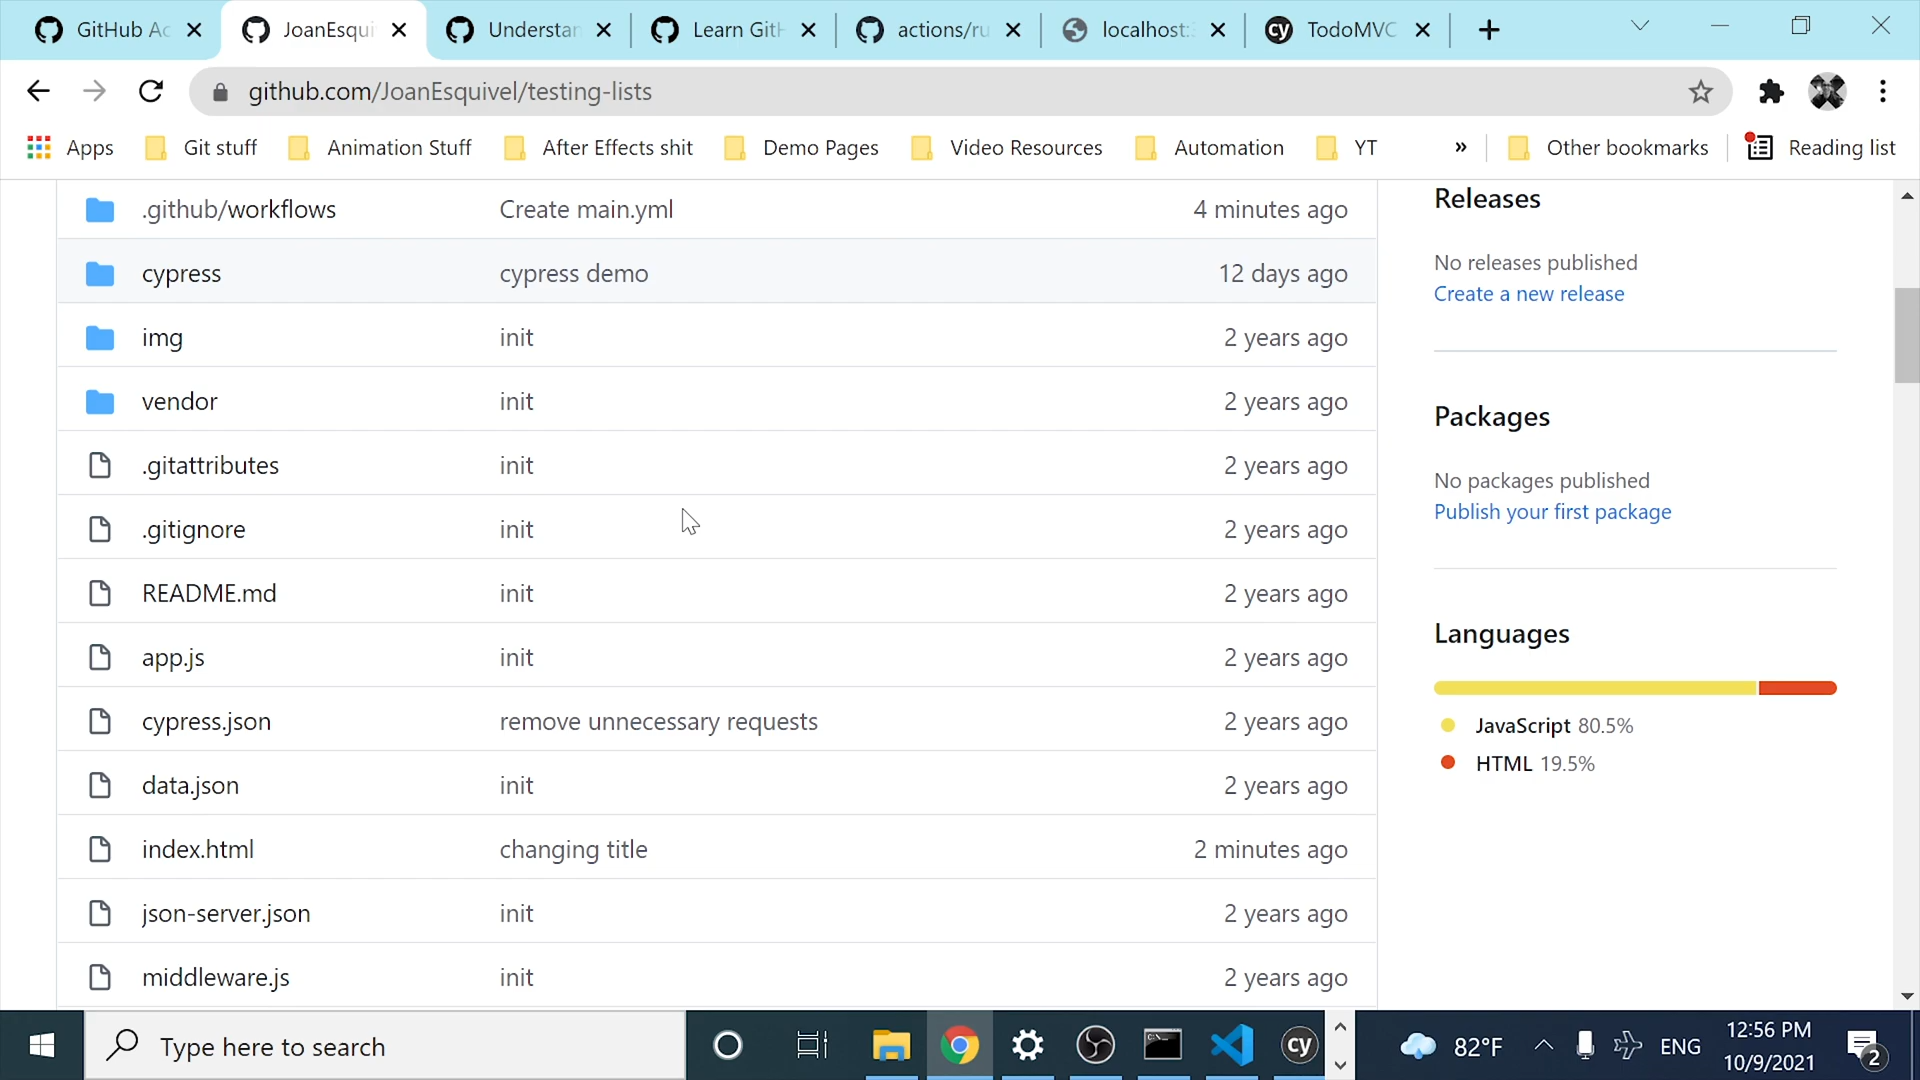 GitHub Ac
JoanEsqui
Understan
Learn GitH
actions/ru
localhost:
TodoMVC
github.com/JoanEsquivel/testing-lists
Apps
Git stuff
Animation Stuff
After Effects shit
Demo Pages
Video Resources
Automation
YT
»
Other bookmarks
Reading list
.github/workflows Create main.yml 4 minutes ago
cypress cypress demo 12 days ago
img init 2 years ago
vendor init 2 years ago
.gitattributes init 2 years ago
.gitignore init 2 years ago
README.md init 2 years ago
app.js init 2 years ago
cypress.json remove unnecessary requests 2 years ago
data.json init 2 years ago
index.html changing title 2 minutes ago
json-server.json init 2 years ago
middleware.js init 2 years ago
Releases
No releases published
Create a new release
Packages
No packages published
Publish your first package
Languages
JavaScript 80.5%
HTML 19.5%
Type here to search
cy
82°F
ENG
12:56 PM
10/9/2021
2